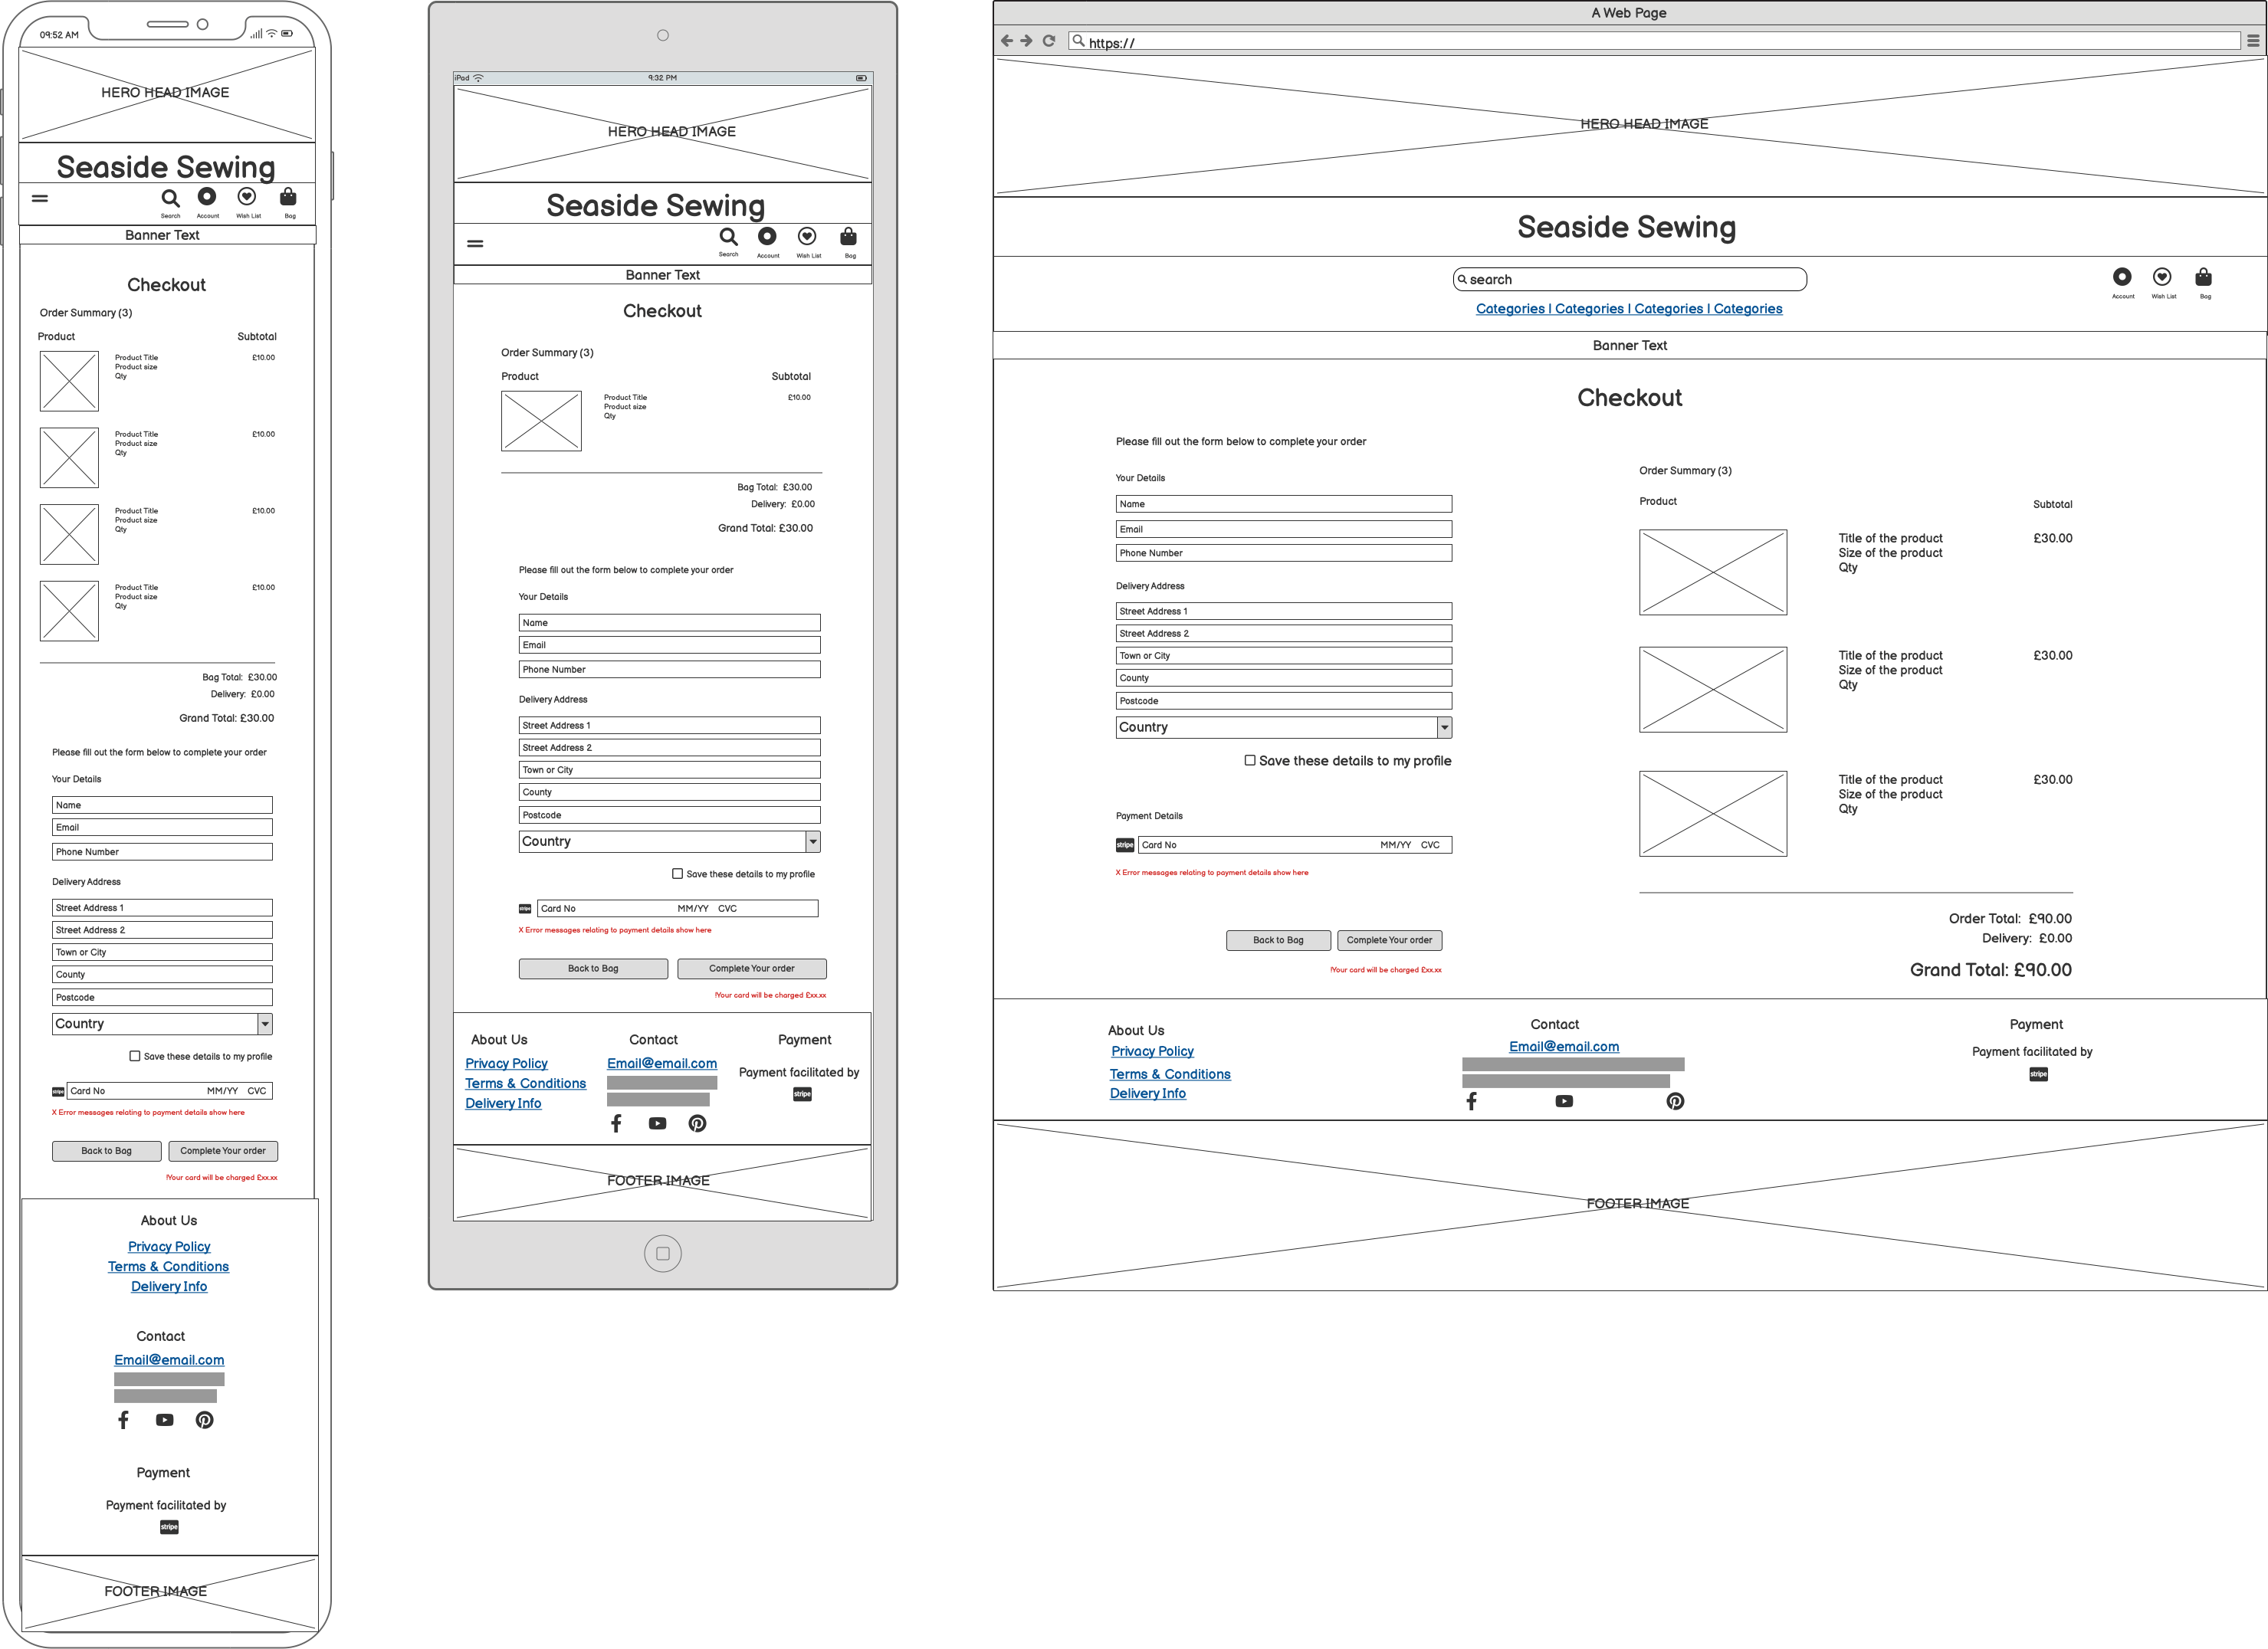 09:52 AM
HERO HEAD IMAGE
Seaside Sewing
Search Account Wish List Bag
Banner Text
Checkout
Order Summary (3)
Product Subtotal
Product Title £10.00
Product size
Qty
Product Title £10.00
Product size
Qty
Product Title £10.00
Product size
Qty
Product Title £10.00
Product size
Qty
Bag Total: £30.00
Delivery: £0.00
Grand Total: £30.00
Please fill out the form below to complete your order
Your Details
Name
Email
Phone Number
Delivery Address
Street Address 1
Street Address 2
Town or City
County
Postcode
Country
Save these details to my profile
stripe Card No MM/YY CVC
X Error messages relating to payment details show here
Back to Bag Complete Your order
!Your card will be charged £xx.xx
About Us
Privacy Policy
Terms & Conditions
Delivery Info
Contact
Email@email.com
Payment
Payment facilitated by
stripe
FOOTER IMAGE
iPad 9:32 PM
HERO HEAD IMAGE
Seaside Sewing
Search Account Wish List Bag
Banner Text
Checkout
Order Summary (3)
Product Subtotal
Product Title £10.00
Product size
Qty
Bag Total: £30.00
Delivery: £0.00
Grand Total: £30.00
Please fill out the form below to complete your order
Your Details
Name
Email
Phone Number
Delivery Address
Street Address 1
Street Address 2
Town or City
County
Postcode
Country
Save these details to my profile
stripe Card No MM/YY CVC
X Error messages relating to payment details show here
Back to Bag Complete Your order
!Your card will be charged £xx.xx
About Us Contact Payment
Privacy Policy Email@email.com
Payment facilitated by
Terms & Conditions
stripe
Delivery Info
FOOTER IMAGE
A Web Page
https://
HERO HEAD IMAGE
Seaside Sewing
search
Account Wish List Bag
Categories | Categories | Categories | Categories
Banner Text
Checkout
Please fill out the form below to complete your order
Your Details
Name
Email
Phone Number
Delivery Address
Street Address 1
Street Address 2
Town or City
County
Postcode
Country
Save these details to my profile
Payment Details
stripe Card No MM/YY CVC
X Error messages relating to payment details show here
Back to Bag Complete Your order
!Your card will be charged £xx.xx
Order Summary (3)
Product Subtotal
Title of the product £30.00
Size of the product
Qty
Title of the product £30.00
Size of the product
Qty
Title of the product £30.00
Size of the product
Qty
Order Total: £90.00
Delivery: £0.00
Grand Total: £90.00
About Us
Privacy Policy
Terms & Conditions
Delivery Info
Contact
Email@email.com
Payment
Payment facilitated by
stripe
FOOTER IMAGE